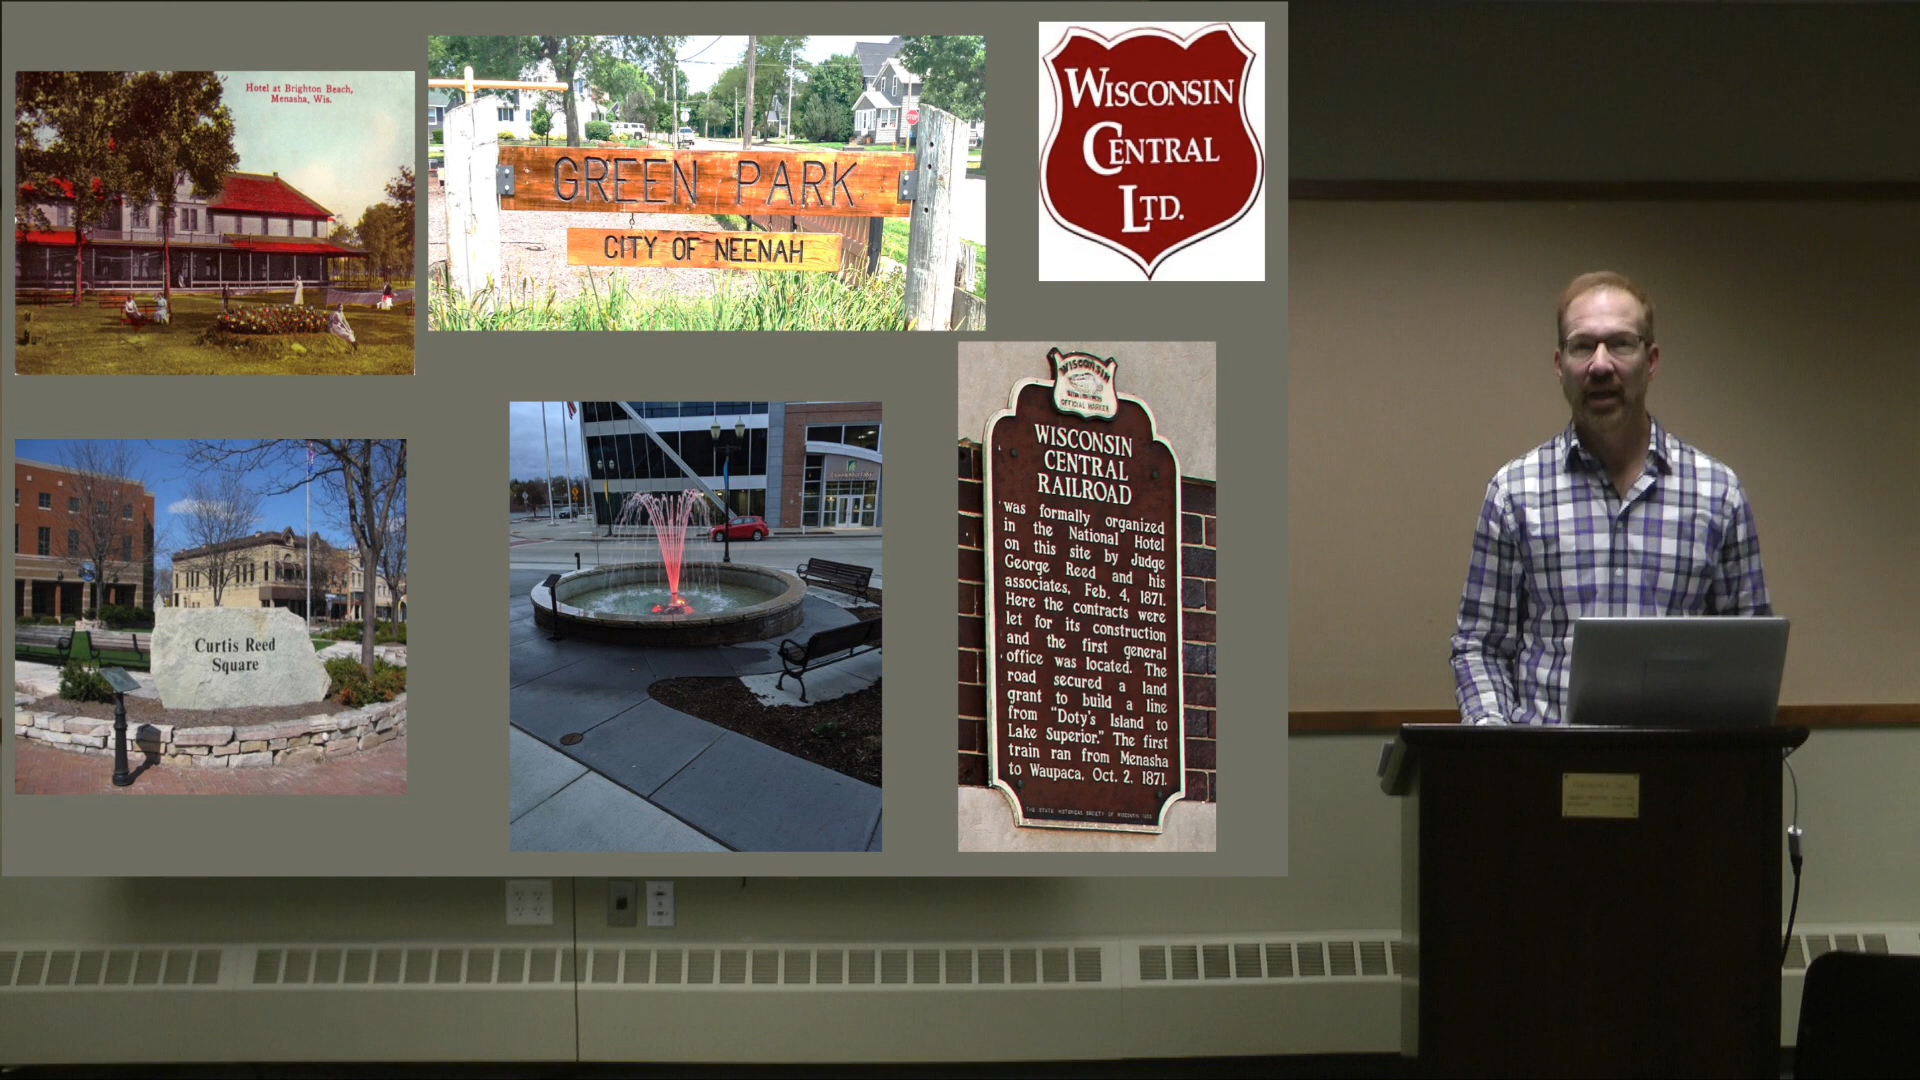 Hotel at Brighton Beach,
Menasha, Wis.
GREEN PARK
CITY OF NEENAH
STOP
WISCONSIN
CENTRAL
LTD.
Curtis Reed
Square
WISCONSIN
OFFICIAL MARKER
WISCONSIN
CENTRAL
RAILROAD
was formally organized
in the National Hotel
on this site by Judge
George Reed and his
associates, Feb. 4, 1871.
Here the contracts were
let for its construction
and the first general
office was located. The
road secured a land
grant to build a line
from "Doty's Island to
Lake Superior." The first
train ran from Menasha
to Waupaca, Oct. 2, 1871.